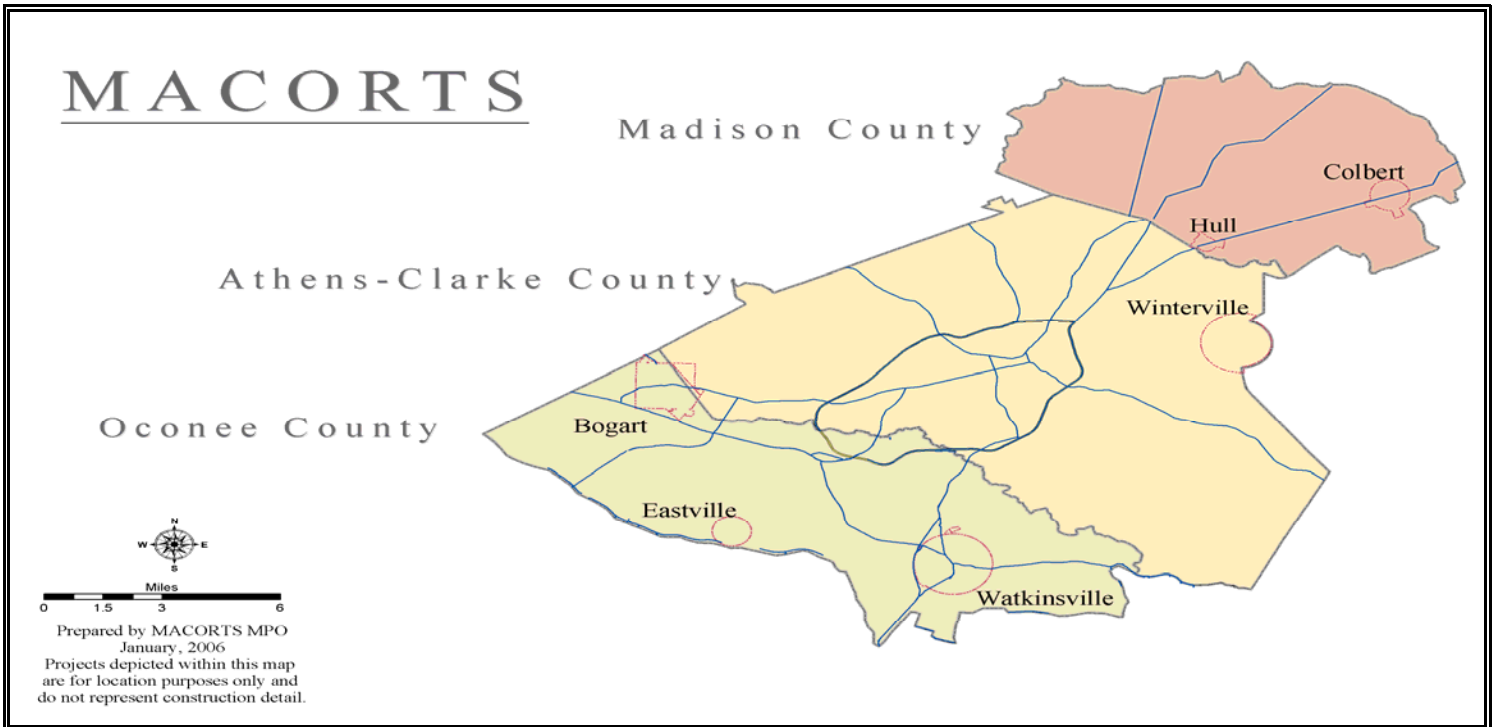 MACORTS
Madison County
Colbert
Hull
Athens-Clarke County
Winterville
Oconee County
Bogart
Eastville
Watkinsville
N
W E
S
Miles
0 1.5 3 6
Prepared by MACORTS MPO
January, 2006
Projects depicted within this map
are for location purposes only and
do not represent construction detail.